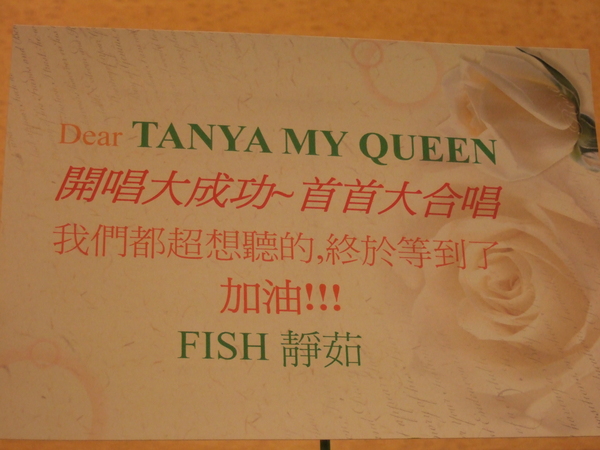 Dear TANYA MY QUEEN
開唱大成功~首首大合唱
我們都超想聽的,終於等到了
加油!!!
FISH 靜茹